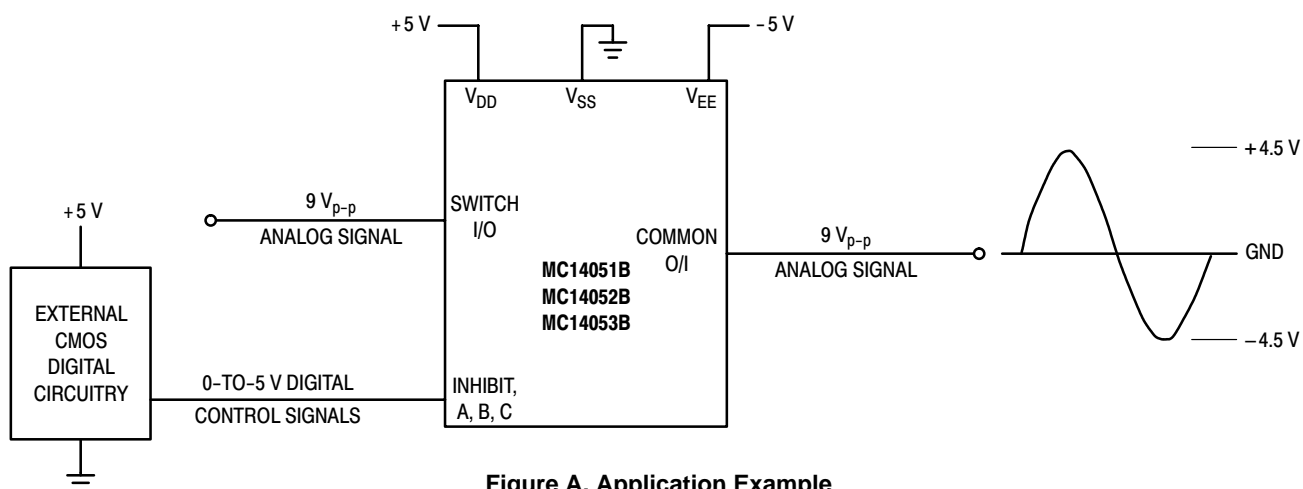 +5 V
−5 V
VDD
VSS
VEE
+4.5 V
9 Vp−p
ANALOG SIGNAL
SWITCH
I/O
+5 V
COMMON
O/I
9 Vp−p
ANALOG SIGNAL
GND
MC14051B
MC14052B
MC14053B
EXTERNAL
CMOS
DIGITAL
CIRCUITRY
−4.5 V
0−TO−5 V DIGITAL
CONTROL SIGNALS
INHIBIT,
A, B, C
Figure A. Application Example